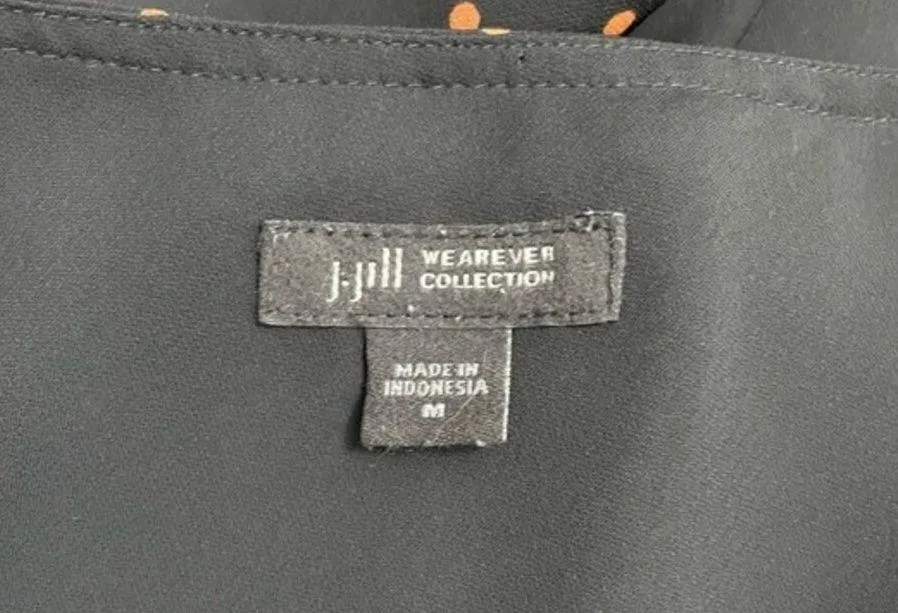 j.jill WEAREVER
COLLECTION
MADE IN
INDONESIA
M